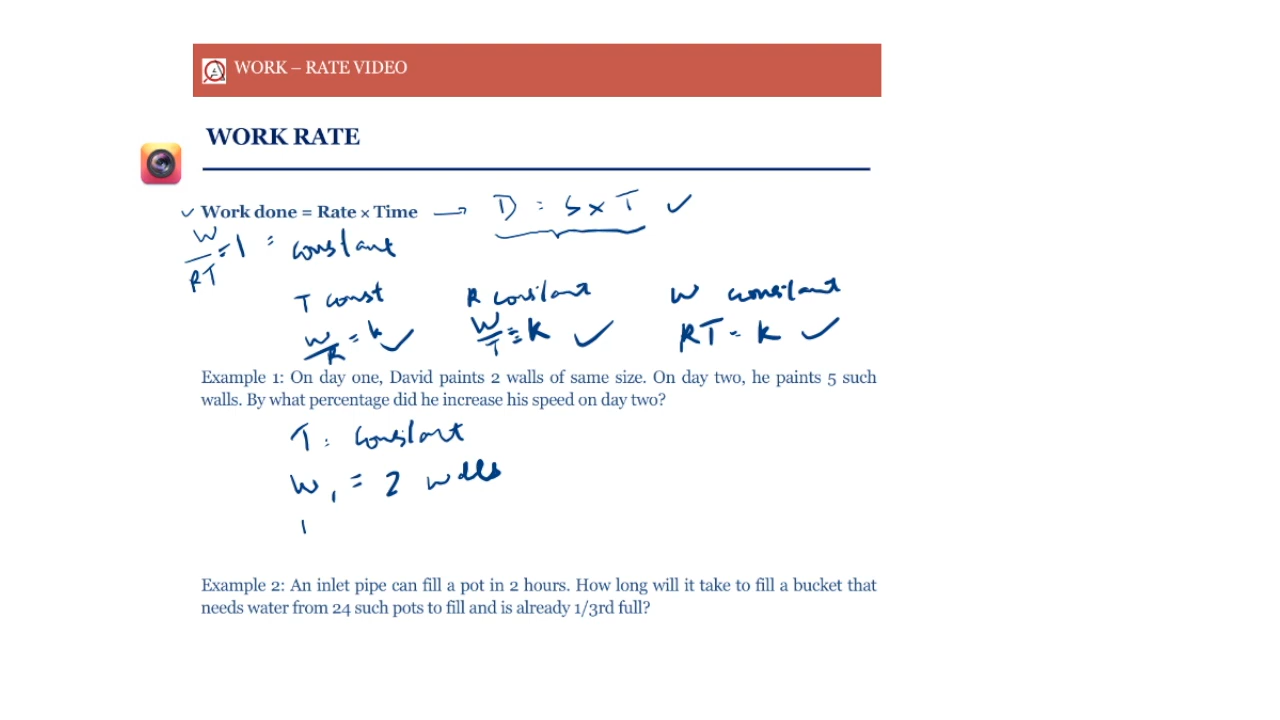 WORK – RATE VIDEO
WORK RATE
✓ Work done = Rate × Time → D = S × T ✓
W/RT = 1 = constant
T const R constant W constant
W/R = k ✓ W/T = k ✓ RT = k ✓
Example 1: On day one, David paints 2 walls of same size. On day two, he paints 5 such
walls. By what percentage did he increase his speed on day two?
T = constant
W₁ = 2 walls
Example 2: An inlet pipe can fill a pot in 2 hours. How long will it take to fill a bucket that
needs water from 24 such pots to fill and is already 1/3rd full?